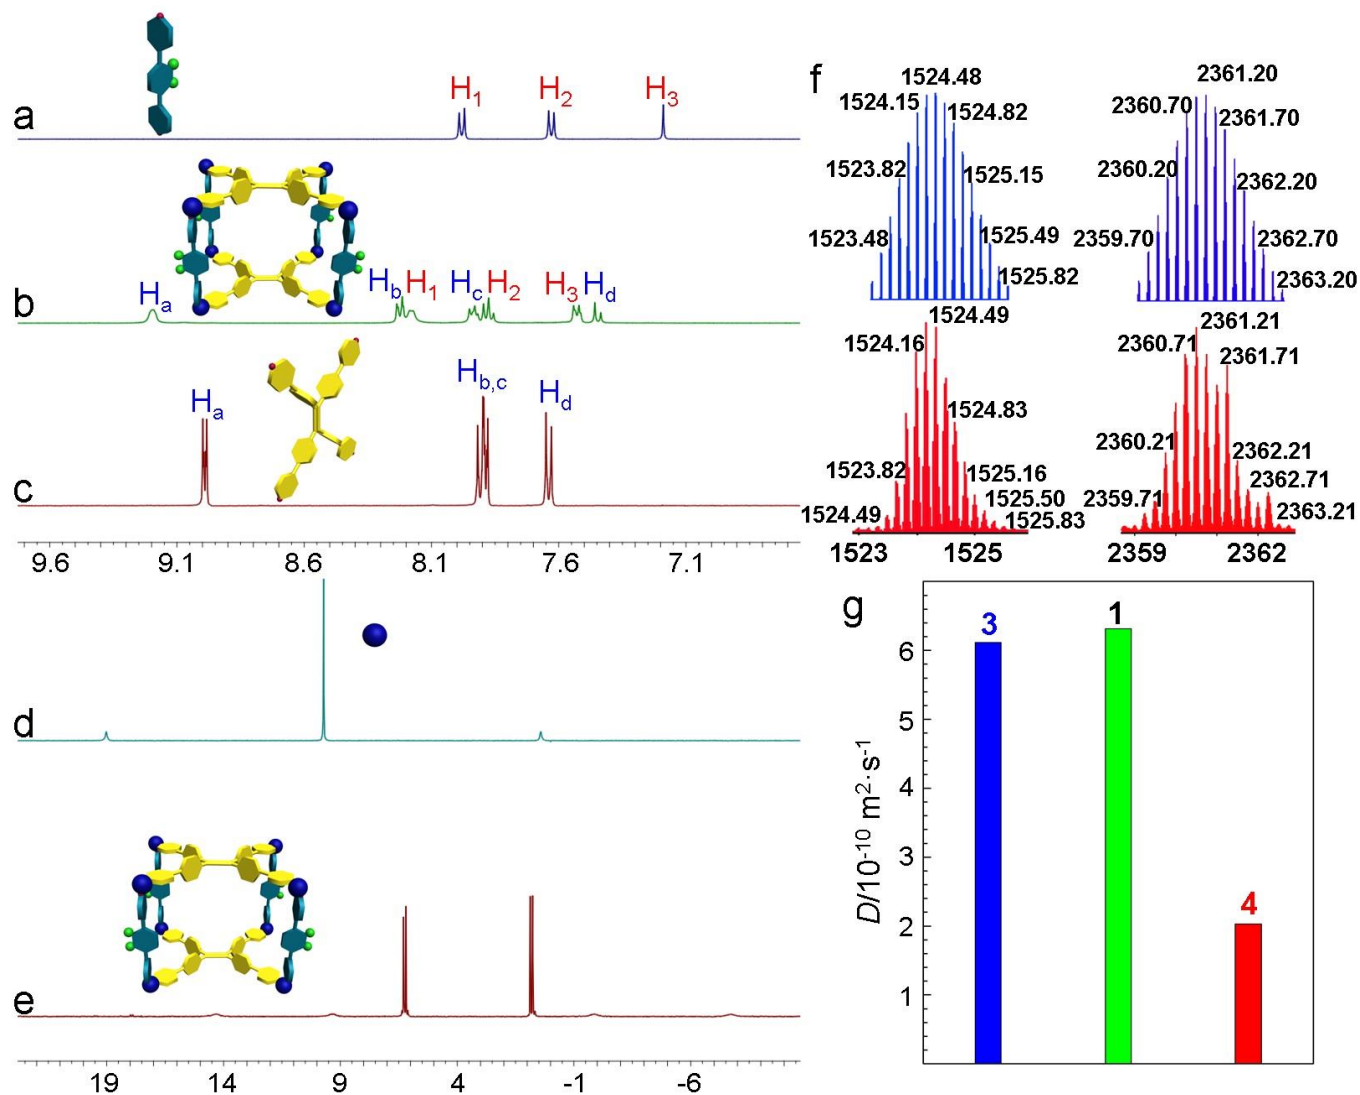 a
H1 H2 H3
b
Ha Hb H1 Hc H2 H3 Hd
c
Ha Hb,c Hd
9.6 9.1 8.6 8.1 7.6 7.1
d
e
19 14 9 4 -1 -6
f
1524.48
1524.15
1524.82
1523.82
1525.15
1523.48
1525.49
1525.82
2361.20
2360.70
2361.70
2360.20
2362.20
2359.70
2362.70
2363.20
1524.49
1524.16
1524.83
1523.82
1525.16
1525.50
1524.49
1525.83
1523 1525
2361.21
2360.71
2361.71
2360.21
2362.21
2362.71
2359.71
2363.21
2359 2362
g
3 1 4
6
5
4
3
2
1
D/10-10 m2·s-1